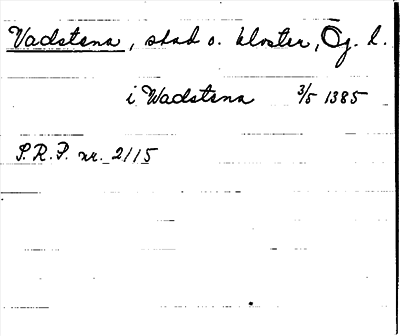 Vadstena, stad o. kloster, Ög. l.
i Wadstena 3/5 1385
S.R.P. nr. 2115